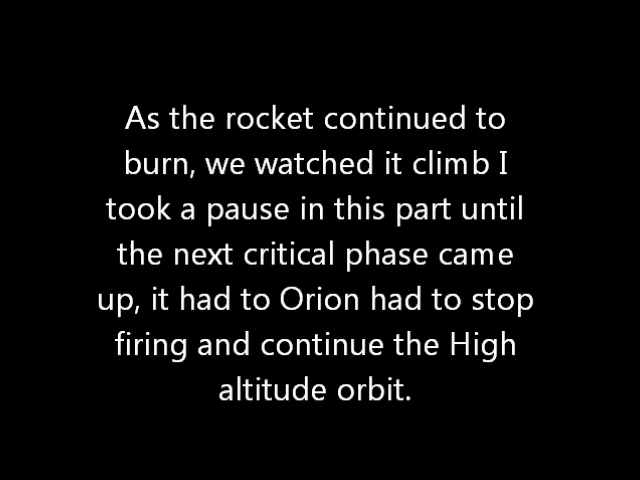 As the rocket continued to
burn, we watched it climb I
took a pause in this part until
the next critical phase came
up, it had to Orion had to stop
firing and continue the High
altitude orbit.